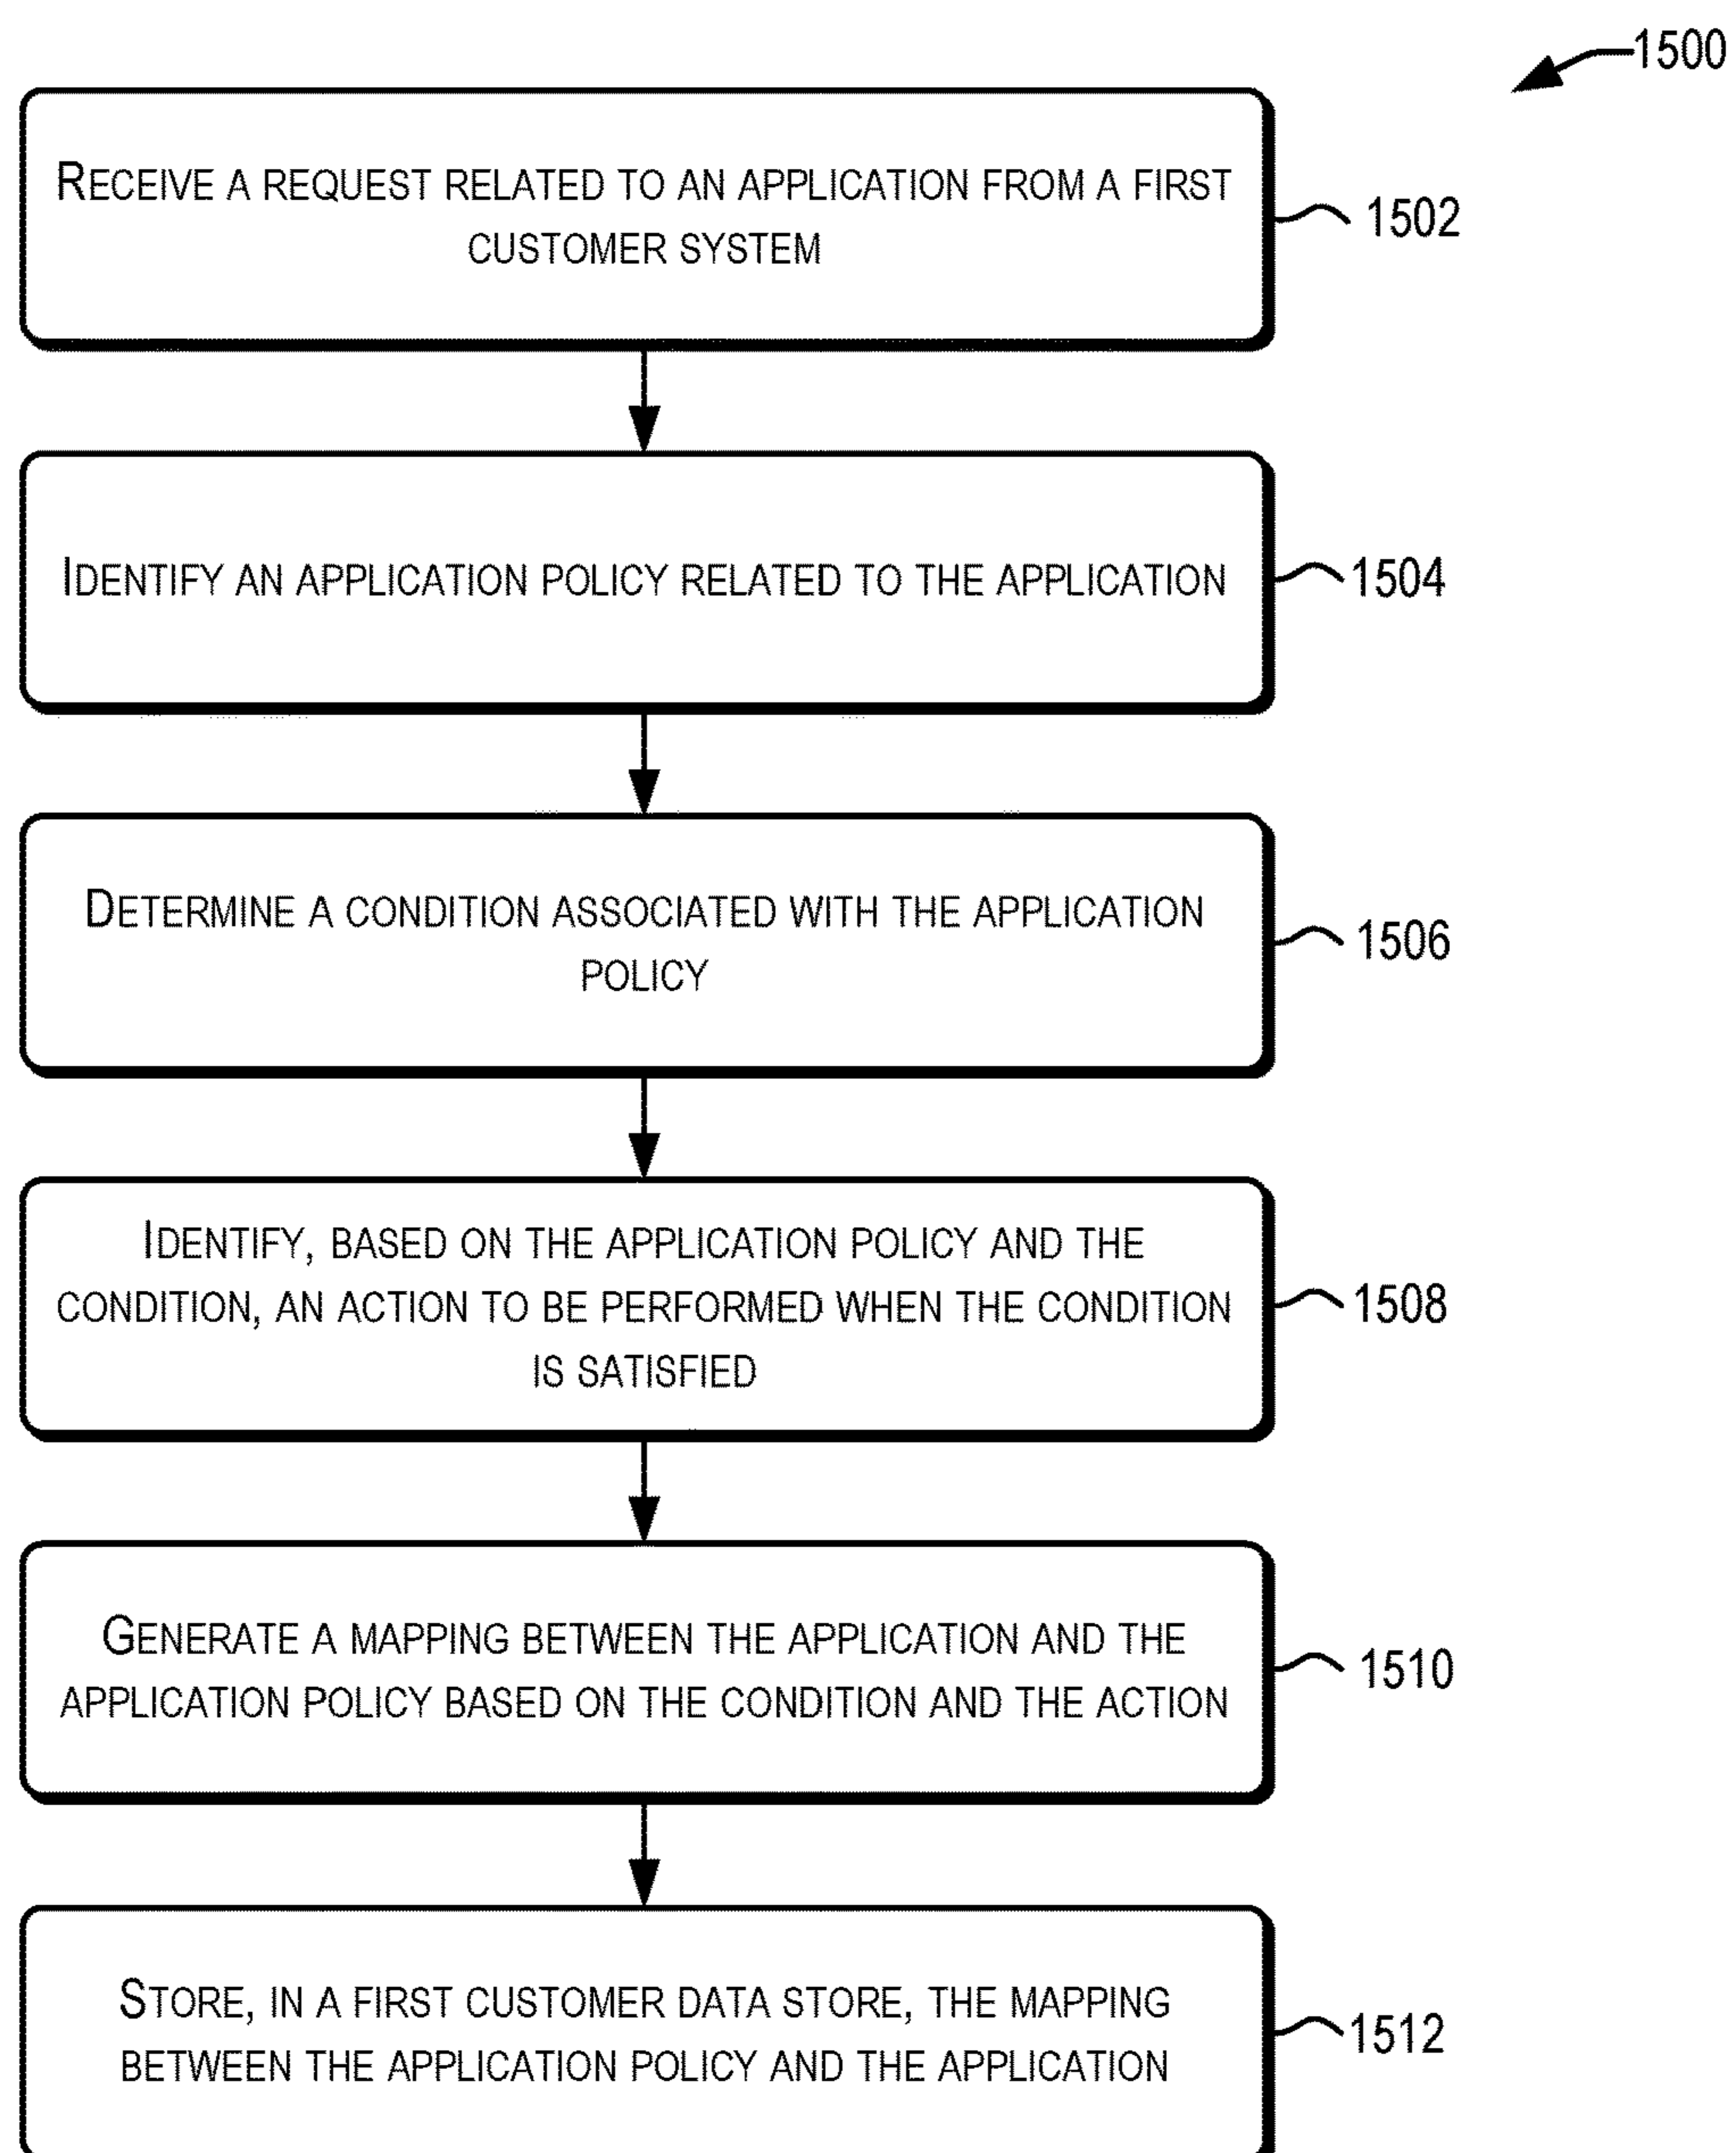 1500
RECEIVE A REQUEST RELATED TO AN APPLICATION FROM A FIRST
CUSTOMER SYSTEM
1502
IDENTIFY AN APPLICATION POLICY RELATED TO THE APPLICATION
1504
DETERMINE A CONDITION ASSOCIATED WITH THE APPLICATION
POLICY
1506
IDENTIFY, BASED ON THE APPLICATION POLICY AND THE
CONDITION, AN ACTION TO BE PERFORMED WHEN THE CONDITION
IS SATISFIED
1508
GENERATE A MAPPING BETWEEN THE APPLICATION AND THE
APPLICATION POLICY BASED ON THE CONDITION AND THE ACTION
1510
STORE, IN A FIRST CUSTOMER DATA STORE, THE MAPPING
BETWEEN THE APPLICATION POLICY AND THE APPLICATION
1512